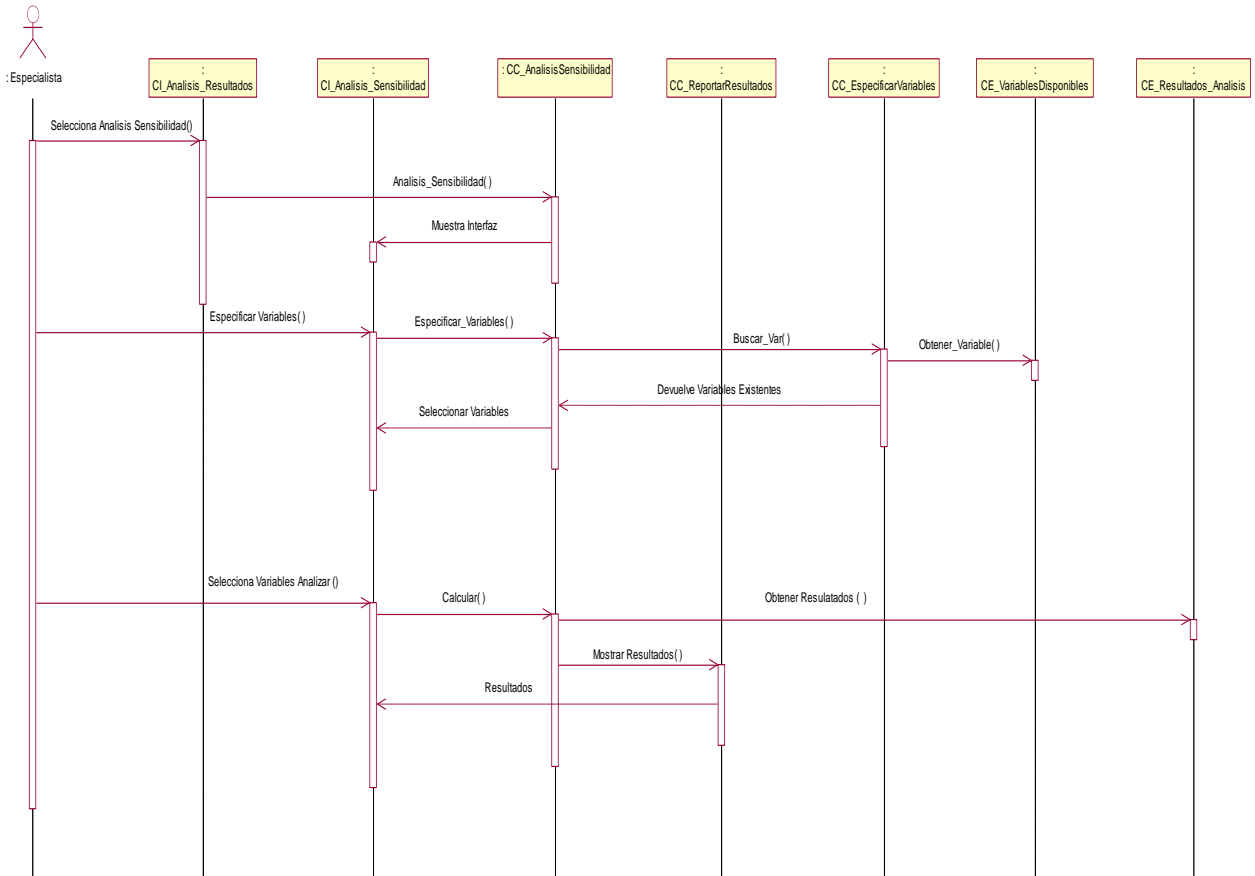 : Especialista
:
CI_Analisis_Resultados
:
CI_Analisis_Sensibilidad
: CC_AnalisisSensibilidad
:
CC_ReportarResultados
:
CC_EspecificarVariables
:
CE_VariablesDisponibles
:
CE_Resultados_Analisis
Selecciona Analisis Sensibilidad()
Analisis_Sensibilidad( )
Muestra Interfaz
Especificar Variables( )
Especificar_Variables( )
Buscar_Var( )
Obtener_Variable( )
Devuelve Variables Existentes
Seleccionar Variables
Selecciona Variables Analizar ()
Calcular( )
Obtener Resulatados ( )
Mostrar Resultados( )
Resultados